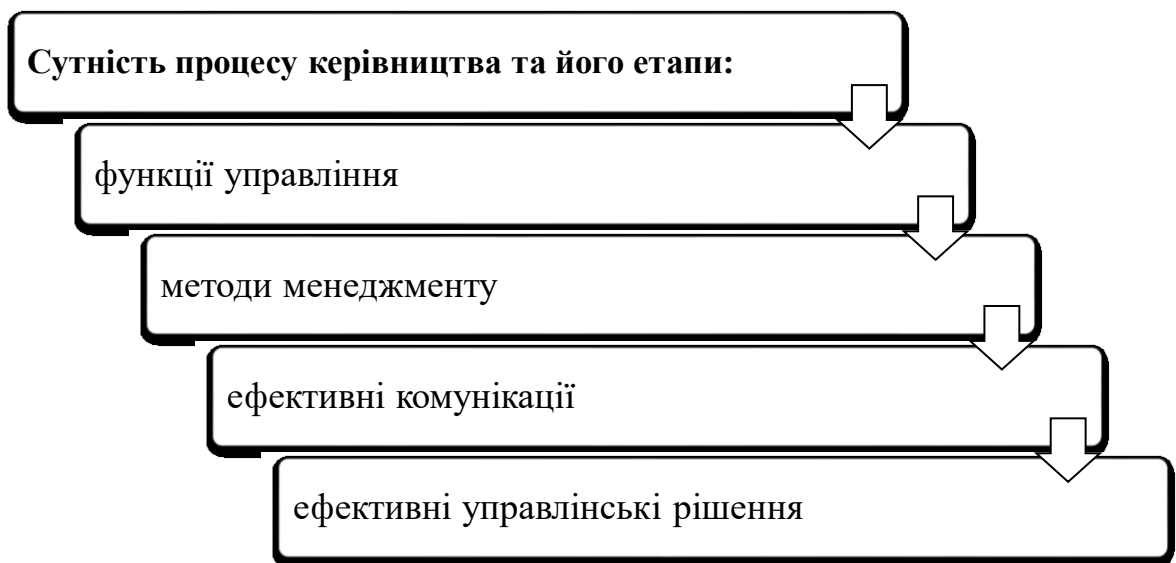 Сутність процесу керівництва та його етапи:
функції управління
методи менеджменту
ефективні комунікації
ефективні управлінські рішення